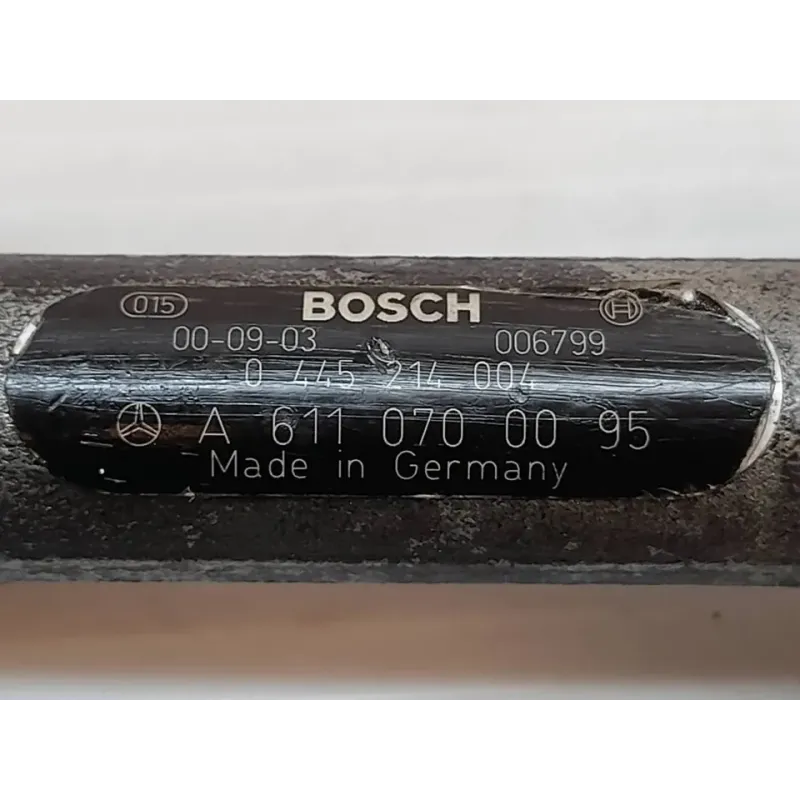 015 BOSCH
00-09-03 006799
0 445 214 004
A 611 070 00 95
Made in Germany